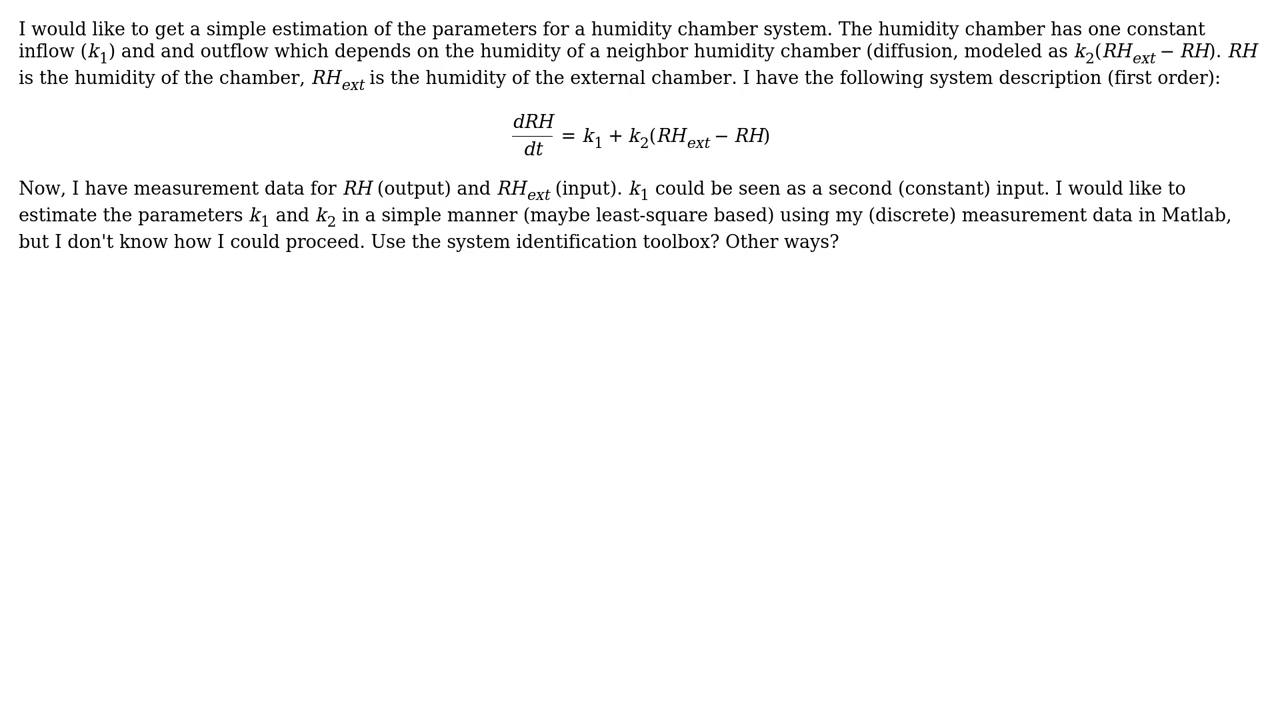 I would like to get a simple estimation of the parameters for a humidity chamber system. The humidity chamber has one constant
inflow (k₁) and and outflow which depends on the humidity of a neighbor humidity chamber (diffusion, modeled as k₂(RH_ext − RH). RH
is the humidity of the chamber, RH_ext is the humidity of the external chamber. I have the following system description (first order):
dRH/dt = k₁ + k₂(RH_ext − RH)
Now, I have measurement data for RH (output) and RH_ext (input). k₁ could be seen as a second (constant) input. I would like to
estimate the parameters k₁ and k₂ in a simple manner (maybe least-square based) using my (discrete) measurement data in Matlab,
but I don't know how I could proceed. Use the system identification toolbox? Other ways?